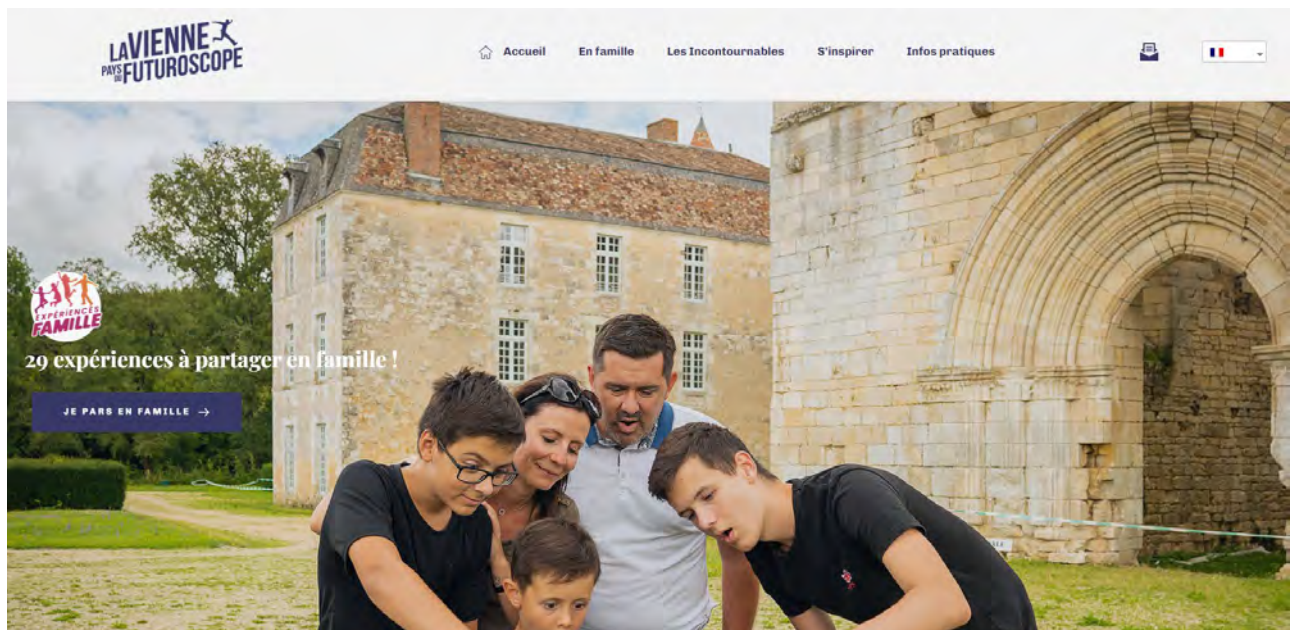 LA VIENNE
PAYS DU FUTUROSCOPE
Accueil
En famille
Les Incontournables
S'inspirer
Infos pratiques
EXPÉRIENCES
FAMILLE
29 expériences à partager en famille !
JE PARS EN FAMILLE →